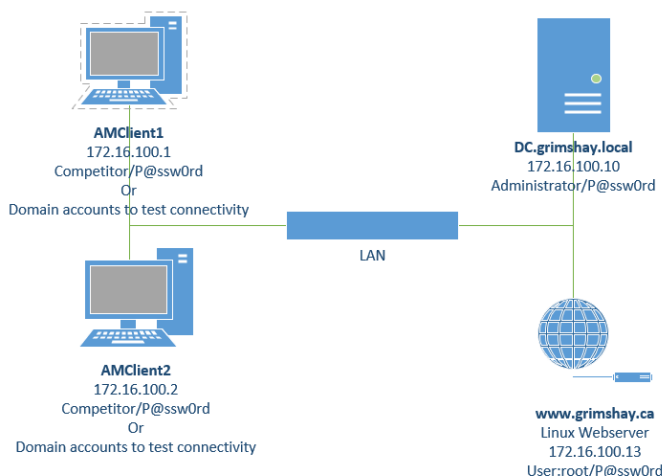 AMClient1
172.16.100.1
Competitor/P@ssw0rd
Or
Domain accounts to test connectivity
DC.grimshay.local
172.16.100.10
Administrator/P@ssw0rd
LAN
AMClient2
172.16.100.2
Competitor/P@ssw0rd
Or
Domain accounts to test connectivity
www.grimshay.ca
Linux Webserver
172.16.100.13
User:root/P@ssw0rd